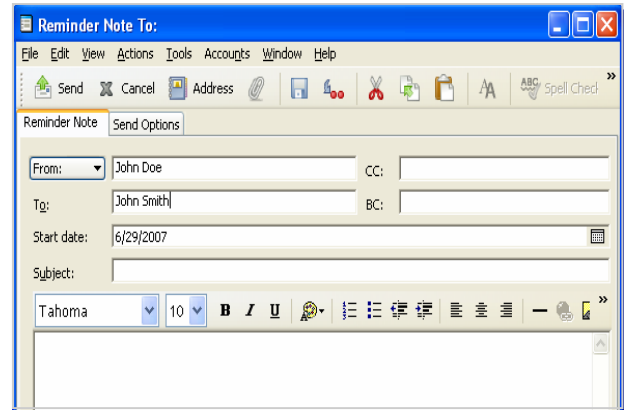 Reminder Note To:
File Edit View Actions Tools Accounts Window Help
Send Cancel Address ABC Spell Check »
Reminder Note Send Options
From: John Doe CC:
To: John Smith BC:
Start date: 6/29/2007
Subject:
Tahoma 10 B I U »